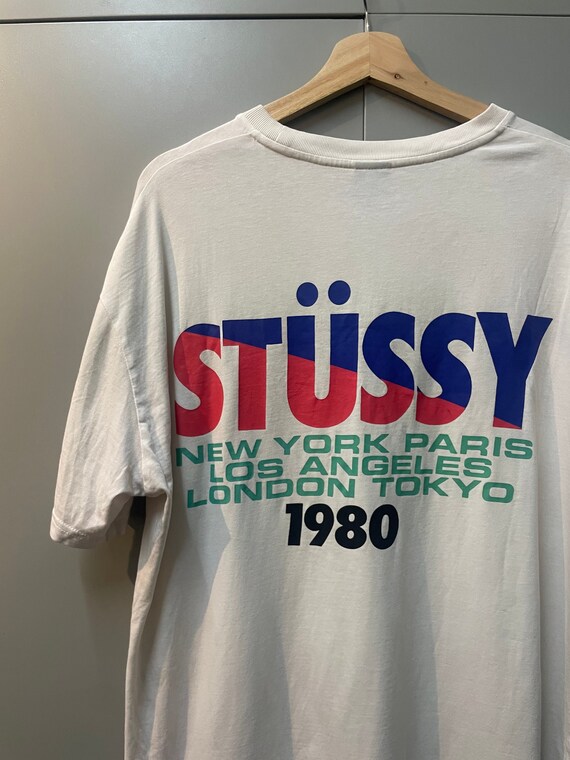 STÜSSY
NEW YORK PARIS
LOS ANGELES
LONDON TOKYO
1980